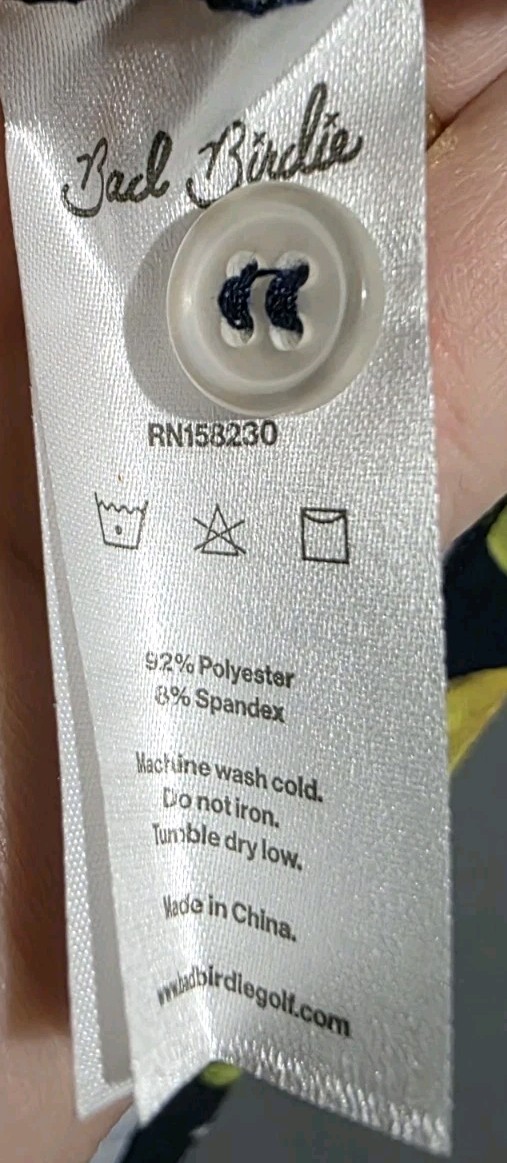 Bad Birdie
RN158230
92% Polyester
8% Spandex
Machine wash cold.
Do not iron.
Tumble dry low.
Made in China.
www.badbirdiegolf.com